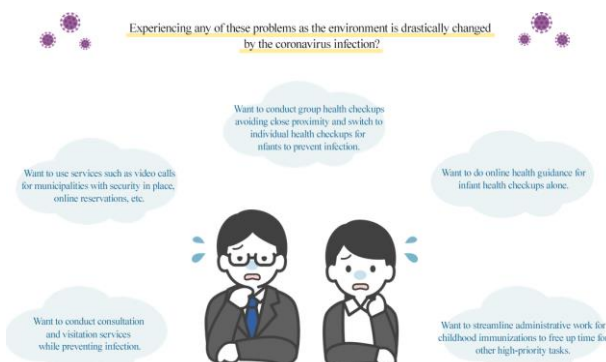 Experiencing any of these problems as the environment is drastically changed
by the coronavirus infection?
Want to conduct group health checkups
avoiding close proximity and switch to
individual health checkups for
nfants to prevent infection.
Want to use services such as video calls
for municipalities with security in place,
online reservations, etc.
Want to do online health guidance for
infant health checkups alone.
Want to conduct consultation
and visitation services
while preventing infection.
Want to streamline administrative work for
childhood immunizations to free up time for
other high-priority tasks.